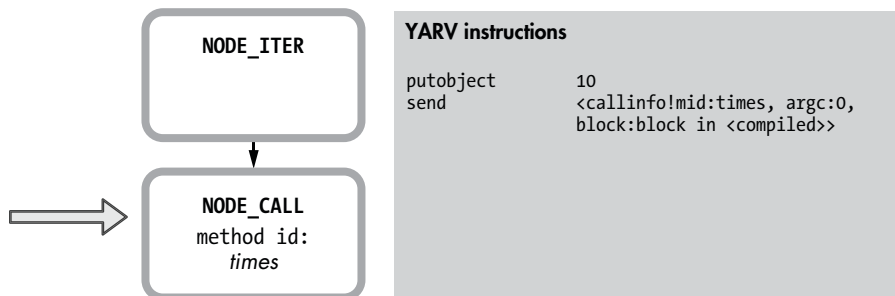 NODE_ITER
NODE_CALL
method id:
times
YARV instructions
putobject 10
send <callinfo!mid:times, argc:0,
block:block in <compiled>>